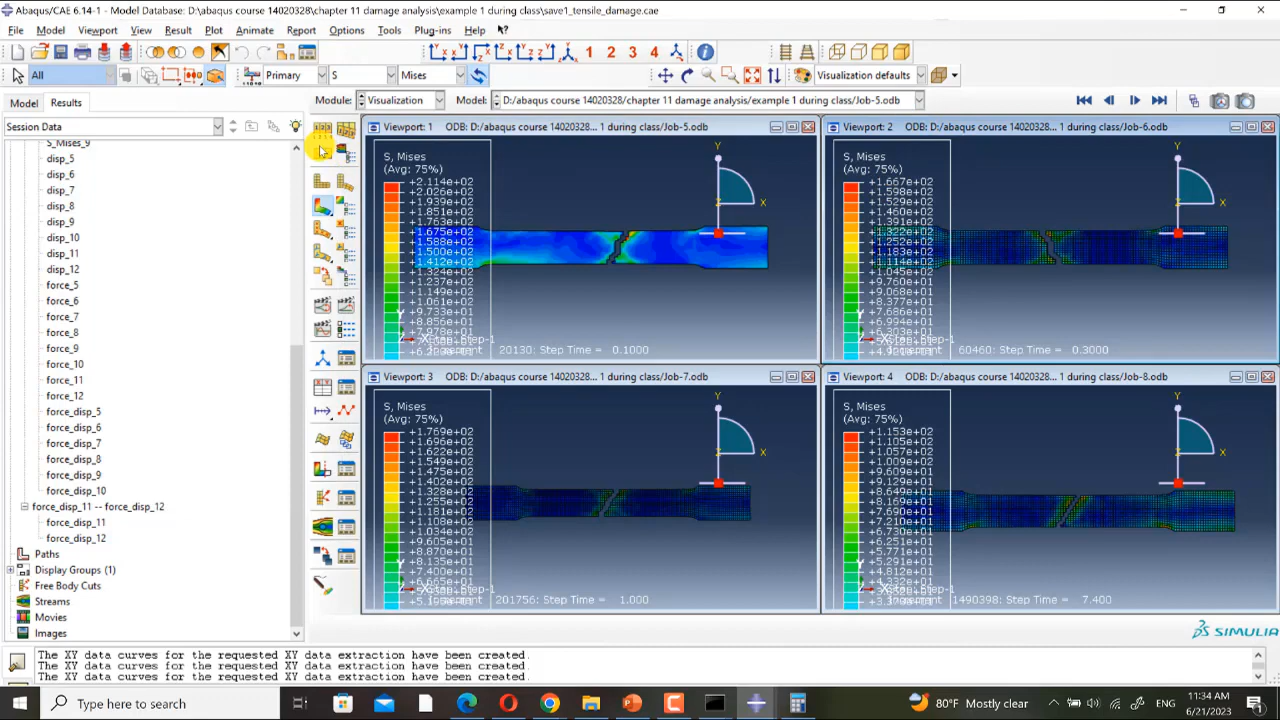 Abaqus/CAE 6.14-1 - Model Database: D:\abaqus course 14020328\chapter 11 damage analysis\example 1 during class\save1_tensile_damage.cae
File Model Viewport View Result Plot Animate Report Options Tools Plug-ins Help
1 2 3 4
All Primary S Mises Visualization defaults
Model Results Module: Visualization Model: D:/abaqus course 14020328/chapter 11 damage analysis/example 1 during class/Job-5.odb
Session Data
S_Mises_9
disp_5
disp_6
disp_7
disp_8
disp_9
disp_10
disp_11
disp_12
force_5
force_6
force_7
force_8
force_9
force_10
force_11
force_12
force_disp_5
force_disp_6
force_disp_7
force_disp_8
force_disp_9
force_disp_10
force_disp_11 -- force_disp_12
force_disp_11
force_disp_12
Paths
Display Groups (1)
Free Body Cuts
Streams
Movies
Images
Viewport: 1 ODB: D:/abaqus course 14020328... 1 during class/Job-5.odb
S, Mises
(Avg: 75%)
+2.114e+02
+2.026e+02
+1.939e+02
+1.851e+02
+1.763e+02
+1.675e+02
+1.588e+02
+1.500e+02
+1.412e+02
+1.324e+02
+1.237e+02
+1.149e+02
+1.061e+02
+9.733e+01
+8.856e+01
+7.978e+01
Y
X
Z
Increment 20130: Step Time = 0.1000
Viewport: 2 ODB: D:/abaqus course 14020328... 1 during class/Job-6.odb
S, Mises
(Avg: 75%)
+1.667e+02
+1.598e+02
+1.529e+02
+1.460e+02
+1.391e+02
+1.322e+02
+1.252e+02
+1.183e+02
+1.114e+02
+1.045e+02
+9.759e+01
+9.068e+01
+8.377e+01
+7.686e+01
+6.994e+01
+6.303e+01
Y
X
Z
Increment 60460: Step Time = 0.3000
Viewport: 3 ODB: D:/abaqus course 14020328... 1 during class/Job-7.odb
S, Mises
(Avg: 75%)
+1.769e+02
+1.696e+02
+1.622e+02
+1.549e+02
+1.475e+02
+1.402e+02
+1.328e+02
+1.255e+02
+1.181e+02
+1.108e+02
+1.034e+02
+9.605e+01
+8.870e+01
+8.135e+01
+7.400e+01
+6.665e+01
Y
X
Increment 201756: Step Time = 1.000
Viewport: 4 ODB: D:/abaqus course 14020328... 1 during class/Job-8.odb
S, Mises
(Avg: 75%)
+1.153e+02
+1.105e+02
+1.057e+02
+1.009e+02
+9.609e+01
+9.129e+01
+8.649e+01
+8.169e+01
+7.690e+01
+7.210e+01
+6.730e+01
+6.251e+01
+5.771e+01
+5.291e+01
+4.812e+01
+4.332e+01
Y
X
Increment 1490398: Step Time = 7.400
SIMULIA
The XY data curves for the requested XY data extraction have been created.
The XY data curves for the requested XY data extraction have been created.
The XY data curves for the requested XY data extraction have been created.
Type here to search
80°F Mostly clear
ENG
11:34 AM
6/21/2023